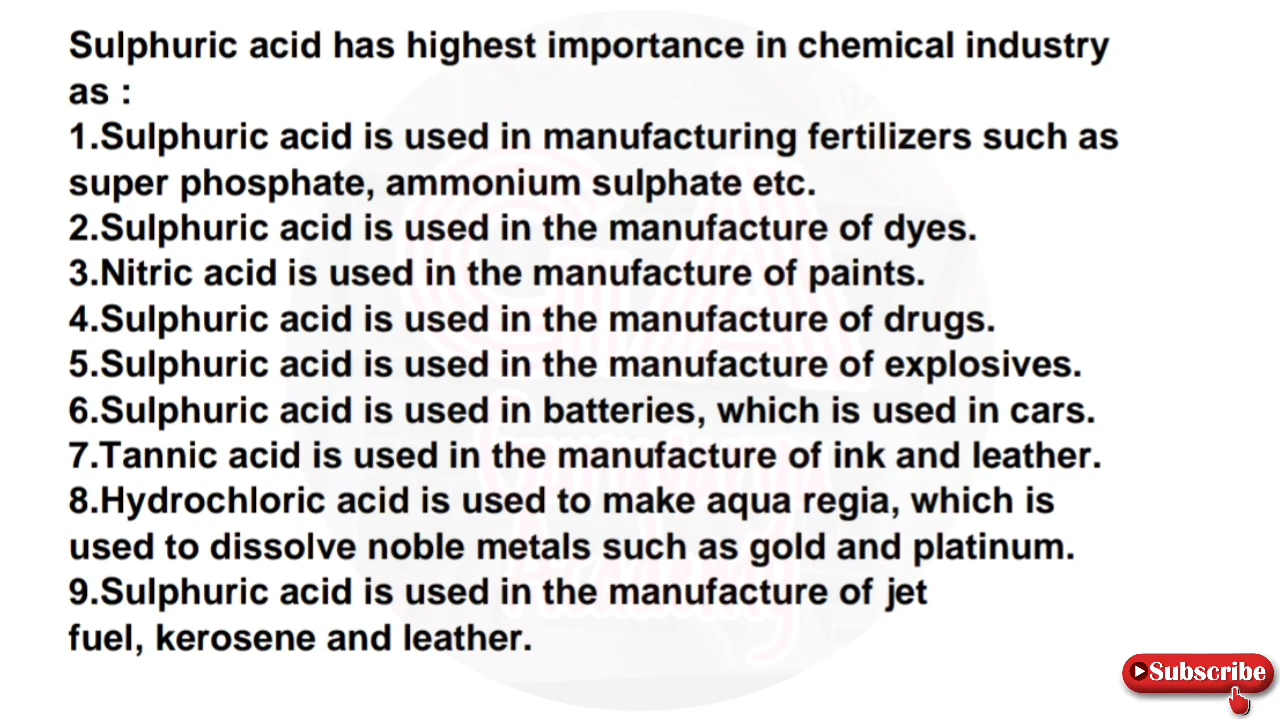 Sulphuric acid has highest importance in chemical industry
as :
1.Sulphuric acid is used in manufacturing fertilizers such as
super phosphate, ammonium sulphate etc.
2.Sulphuric acid is used in the manufacture of dyes.
3.Nitric acid is used in the manufacture of paints.
4.Sulphuric acid is used in the manufacture of drugs.
5.Sulphuric acid is used in the manufacture of explosives.
6.Sulphuric acid is used in batteries, which is used in cars.
7.Tannic acid is used in the manufacture of ink and leather.
8.Hydrochloric acid is used to make aqua regia, which is
used to dissolve noble metals such as gold and platinum.
9.Sulphuric acid is used in the manufacture of jet
fuel, kerosene and leather.
Subscribe